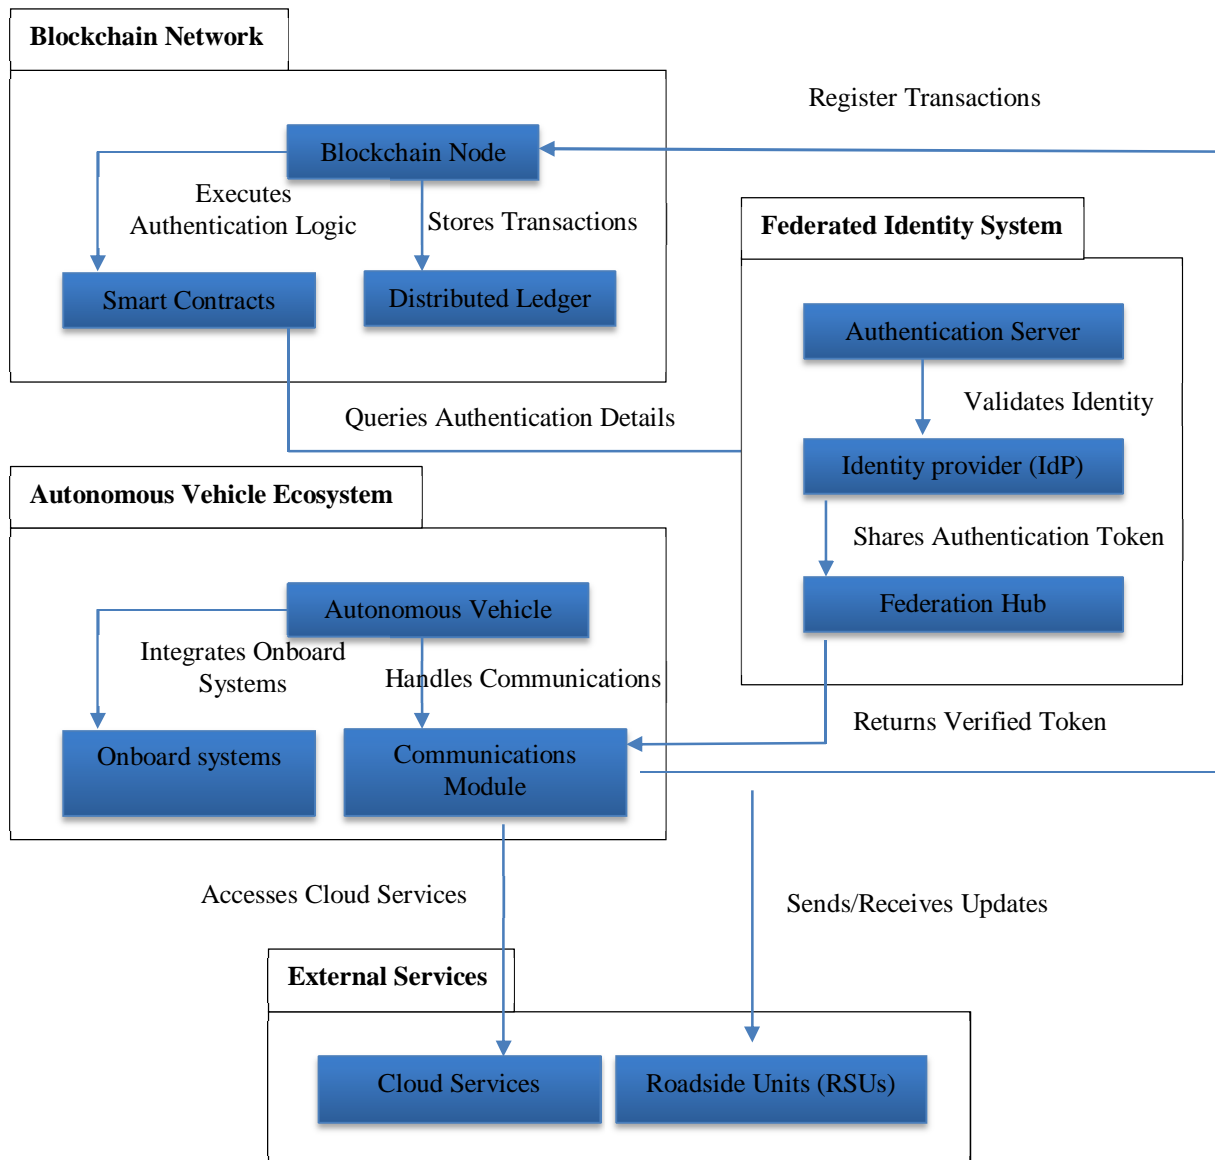 Blockchain Network
Register Transactions
Blockchain Node
Executes
Authentication Logic
Stores Transactions
Smart Contracts
Distributed Ledger
Federated Identity System
Authentication Server
Validates Identity
Queries Authentication Details
Identity provider (IdP)
Shares Authentication Token
Federation Hub
Autonomous Vehicle Ecosystem
Autonomous Vehicle
Integrates Onboard
Systems
Handles Communications
Returns Verified Token
Onboard systems
Communications
Module
Accesses Cloud Services
Sends/Receives Updates
External Services
Cloud Services
Roadside Units (RSUs)